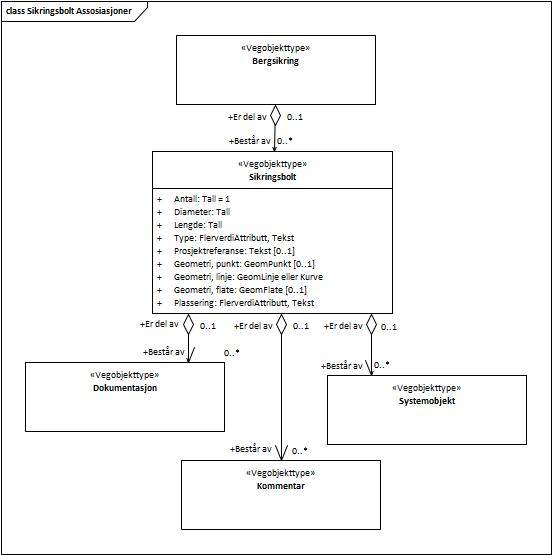 class Sikringsbolt Assosiasjoner
«Vegobjekttype»
Bergsikring
+Er del av 0..1
+Består av 0..*
«Vegobjekttype»
Sikringsbolt
+ Antall: Tall = 1
+ Diameter: Tall
+ Lengde: Tall
+ Type: FlerverdiAttributt, Tekst
+ Prosjektreferanse: Tekst [0..1]
+ Geometri, punkt: GeomPunkt [0..1]
+ Geometri, linje: GeomLinje eller Kurve
+ Geometri, flate: GeomFlate [0..1]
+ Plassering: FlerverdiAttributt, Tekst
+Er del av 0..1 +Er del av 0..1 +Er del av 0..1
+Består av 0..*
+Består av 0..*
«Vegobjekttype»
Dokumentasjon
«Vegobjekttype»
Systemobjekt
+Består av 0..*
«Vegobjekttype»
Kommentar